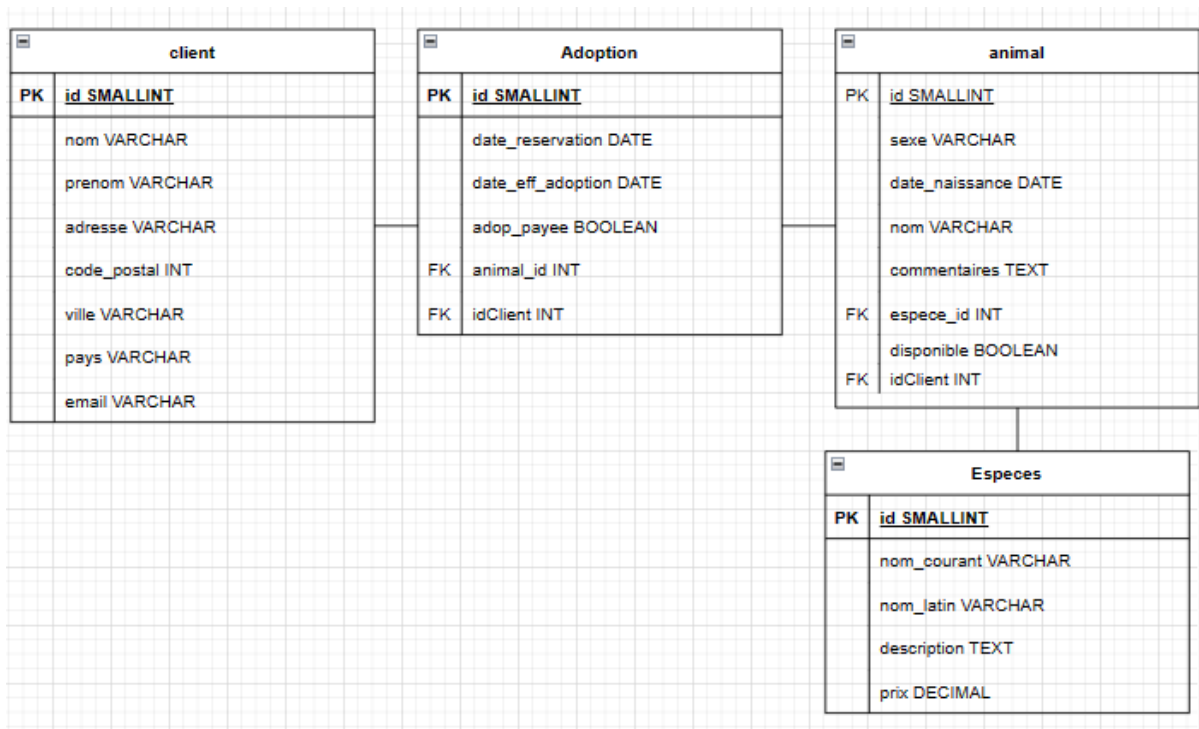 client
PK id SMALLINT
nom VARCHAR
prenom VARCHAR
adresse VARCHAR
code_postal INT
ville VARCHAR
pays VARCHAR
email VARCHAR
Adoption
PK id SMALLINT
date_reservation DATE
date_eff_adoption DATE
adop_payee BOOLEAN
FK animal_id INT
FK idClient INT
animal
PK id SMALLINT
sexe VARCHAR
date_naissance DATE
nom VARCHAR
commentaires TEXT
FK espece_id INT
disponible BOOLEAN
FK idClient INT
Especes
PK id SMALLINT
nom_courant VARCHAR
nom_latin VARCHAR
description TEXT
prix DECIMAL